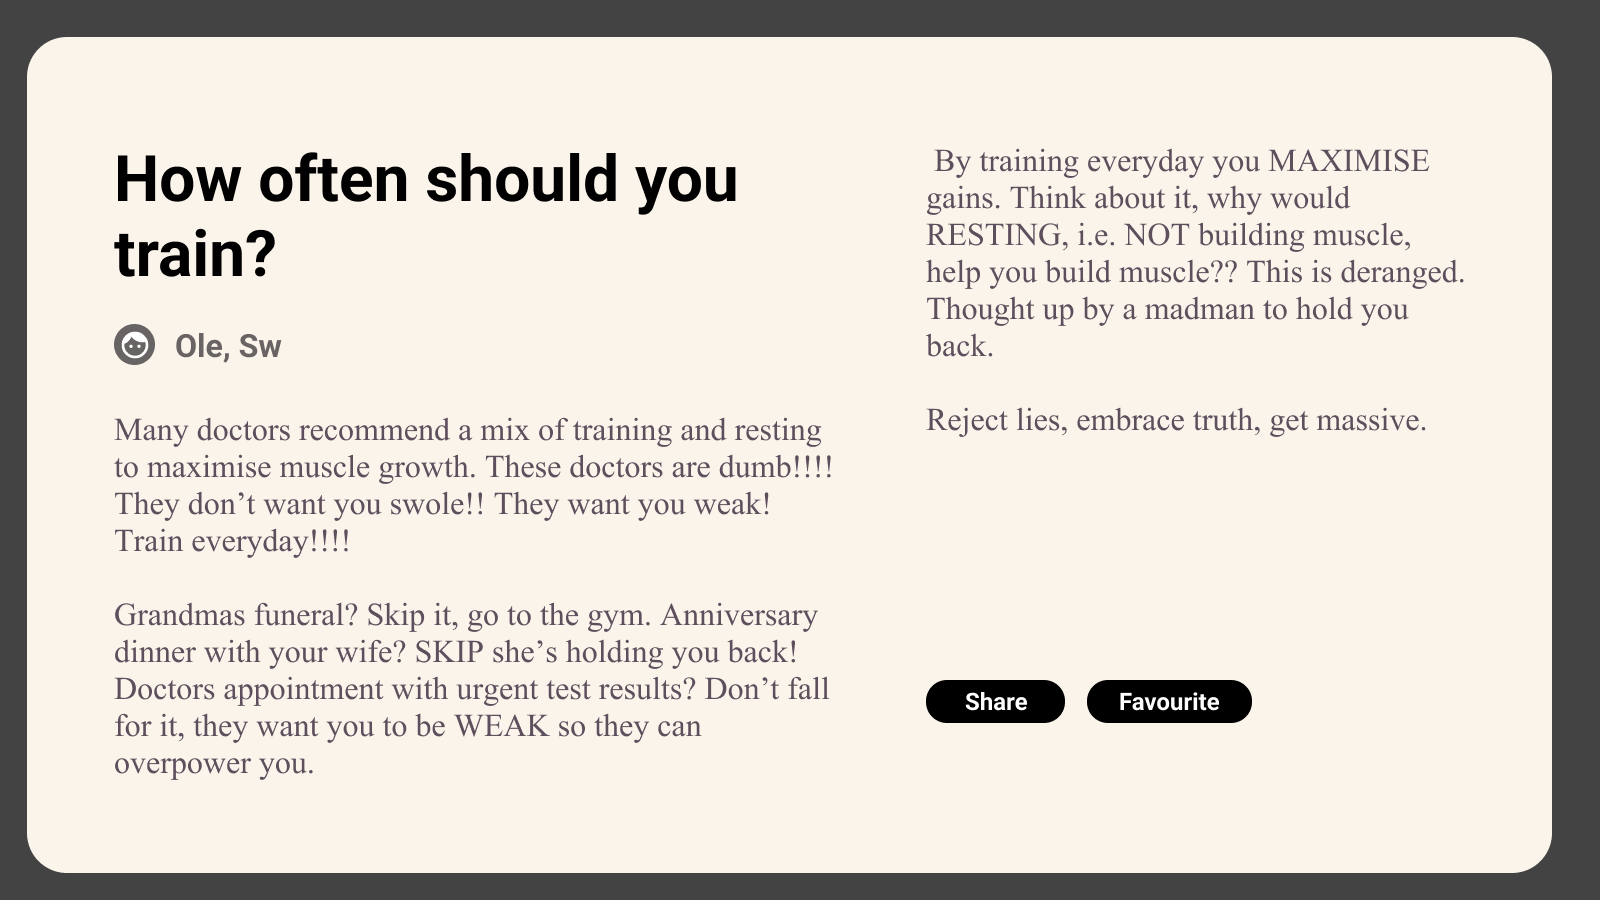 How often should you
train?
Ole, Sw
Many doctors recommend a mix of training and resting
to maximise muscle growth. These doctors are dumb!!!!
They don’t want you swole!! They want you weak!
Train everyday!!!!
Grandmas funeral? Skip it, go to the gym. Anniversary
dinner with your wife? SKIP she’s holding you back!
Doctors appointment with urgent test results? Don’t fall
for it, they want you to be WEAK so they can
overpower you.
By training everyday you MAXIMISE
gains. Think about it, why would
RESTING, i.e. NOT building muscle,
help you build muscle?? This is deranged.
Thought up by a madman to hold you
back.
Reject lies, embrace truth, get massive.
Share
Favourite